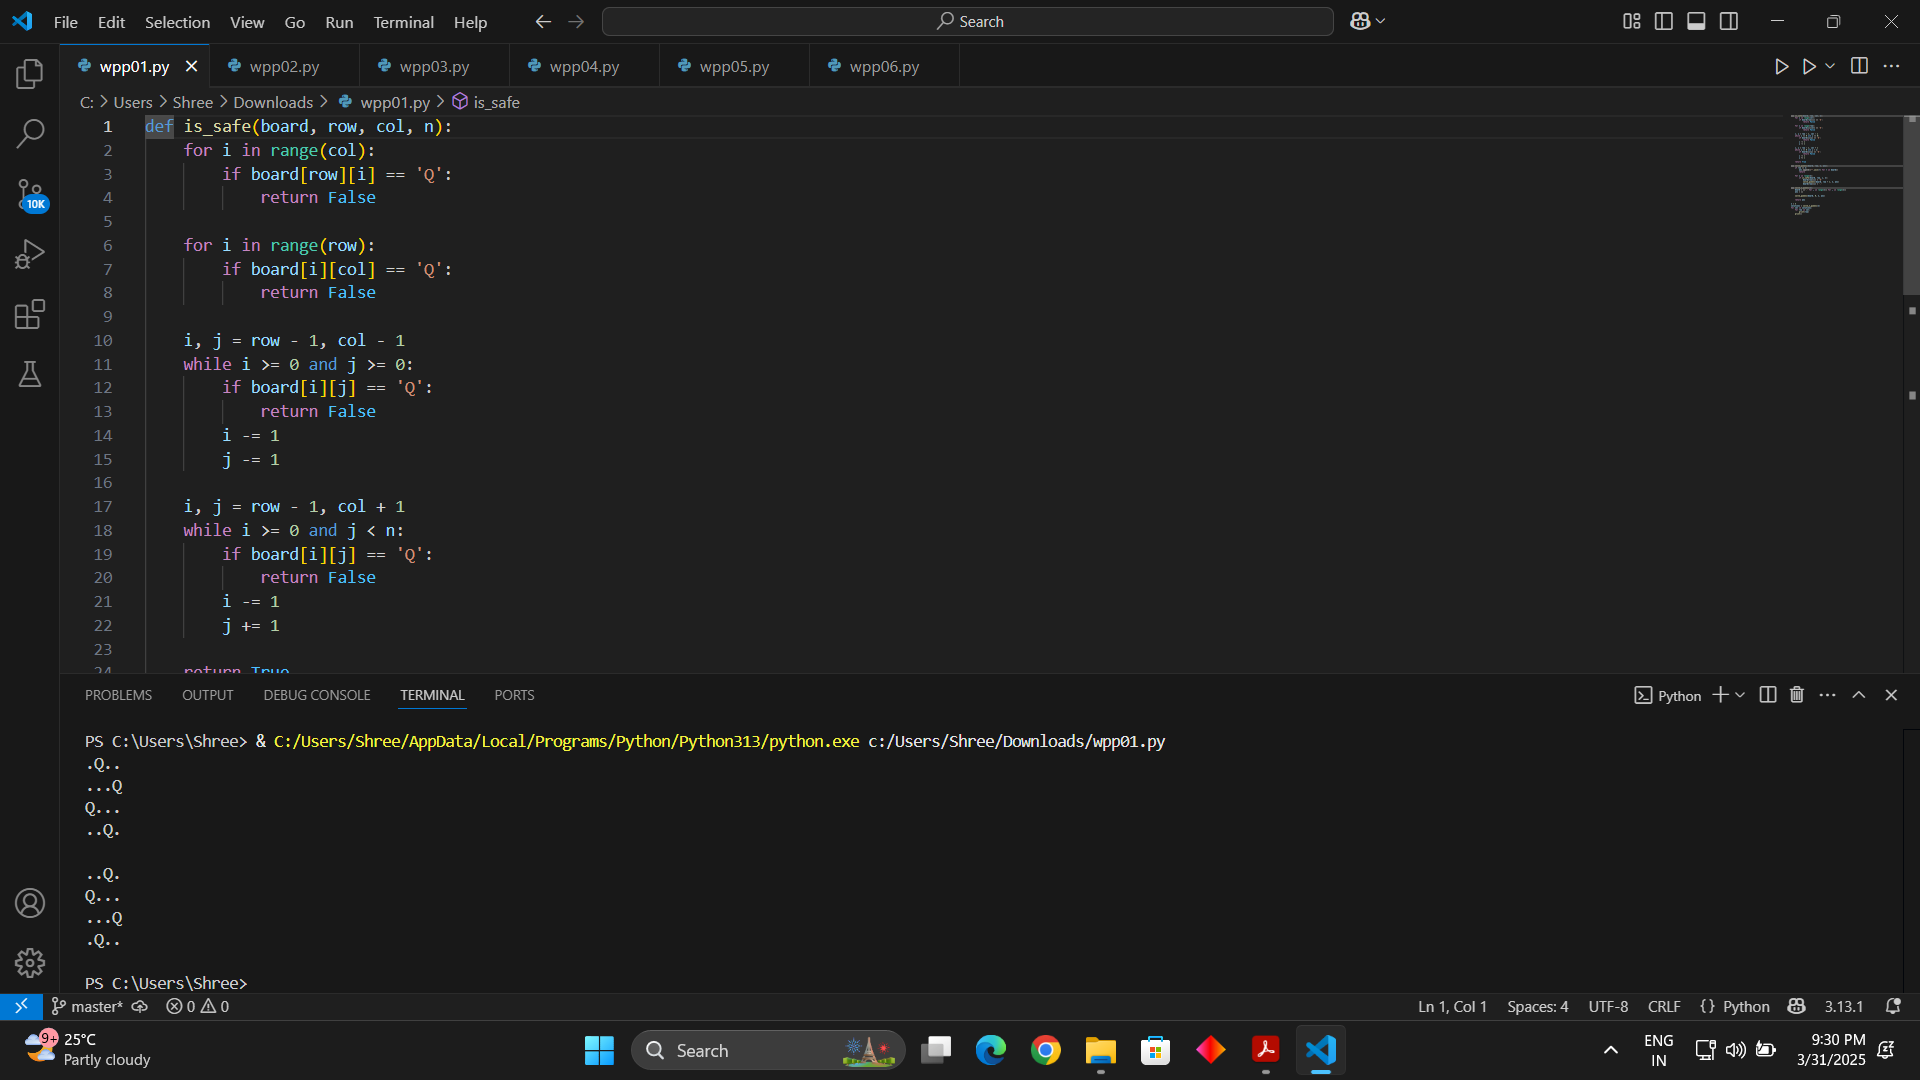 File Edit Selection View Go Run Terminal Help Search
wpp01.py wpp02.py wpp03.py wpp04.py wpp05.py wpp06.py
C: > Users > Shree > Downloads > wpp01.py > is_safe
1 def is_safe(board, row, col, n):
2 for i in range(col):
3 if board[row][i] == 'Q':
4 return False
5
6 for i in range(row):
7 if board[i][col] == 'Q':
8 return False
9
10 i, j = row - 1, col - 1
11 while i >= 0 and j >= 0:
12 if board[i][j] == 'Q':
13 return False
14 i -= 1
15 j -= 1
16
17 i, j = row - 1, col + 1
18 while i >= 0 and j < n:
19 if board[i][j] == 'Q':
20 return False
21 i -= 1
22 j += 1
23
24 return True
10K
PROBLEMS OUTPUT DEBUG CONSOLE TERMINAL PORTS Python
PS C:\Users\Shree> & C:/Users/Shree/AppData/Local/Programs/Python/Python313/python.exe c:/Users/Shree/Downloads/wpp01.py
.Q..
...Q
Q...
..Q.

..Q.
Q...
...Q
.Q..

PS C:\Users\Shree>
master* 0 0 Ln 1, Col 1 Spaces: 4 UTF-8 CRLF {} Python 3.13.1
9+ 25°C
Partly cloudy
Search
ENG
IN
9:30 PM
3/31/2025